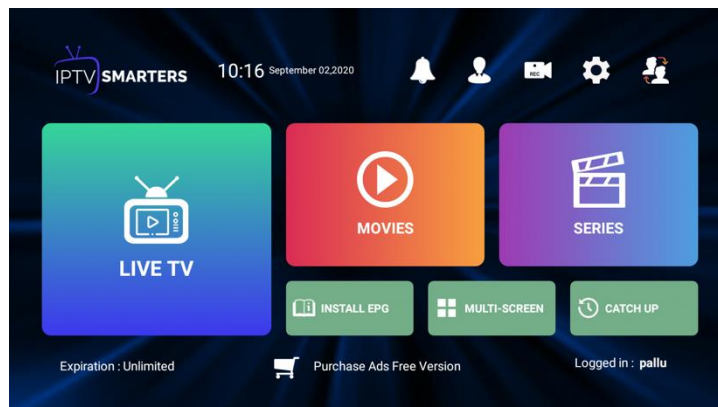 IPTV SMARTERS
10:16 September 02,2020
REC
LIVE TV
MOVIES
SERIES
INSTALL EPG
MULTI-SCREEN
CATCH UP
Expiration : Unlimited
Purchase Ads Free Version
Logged in : pallu